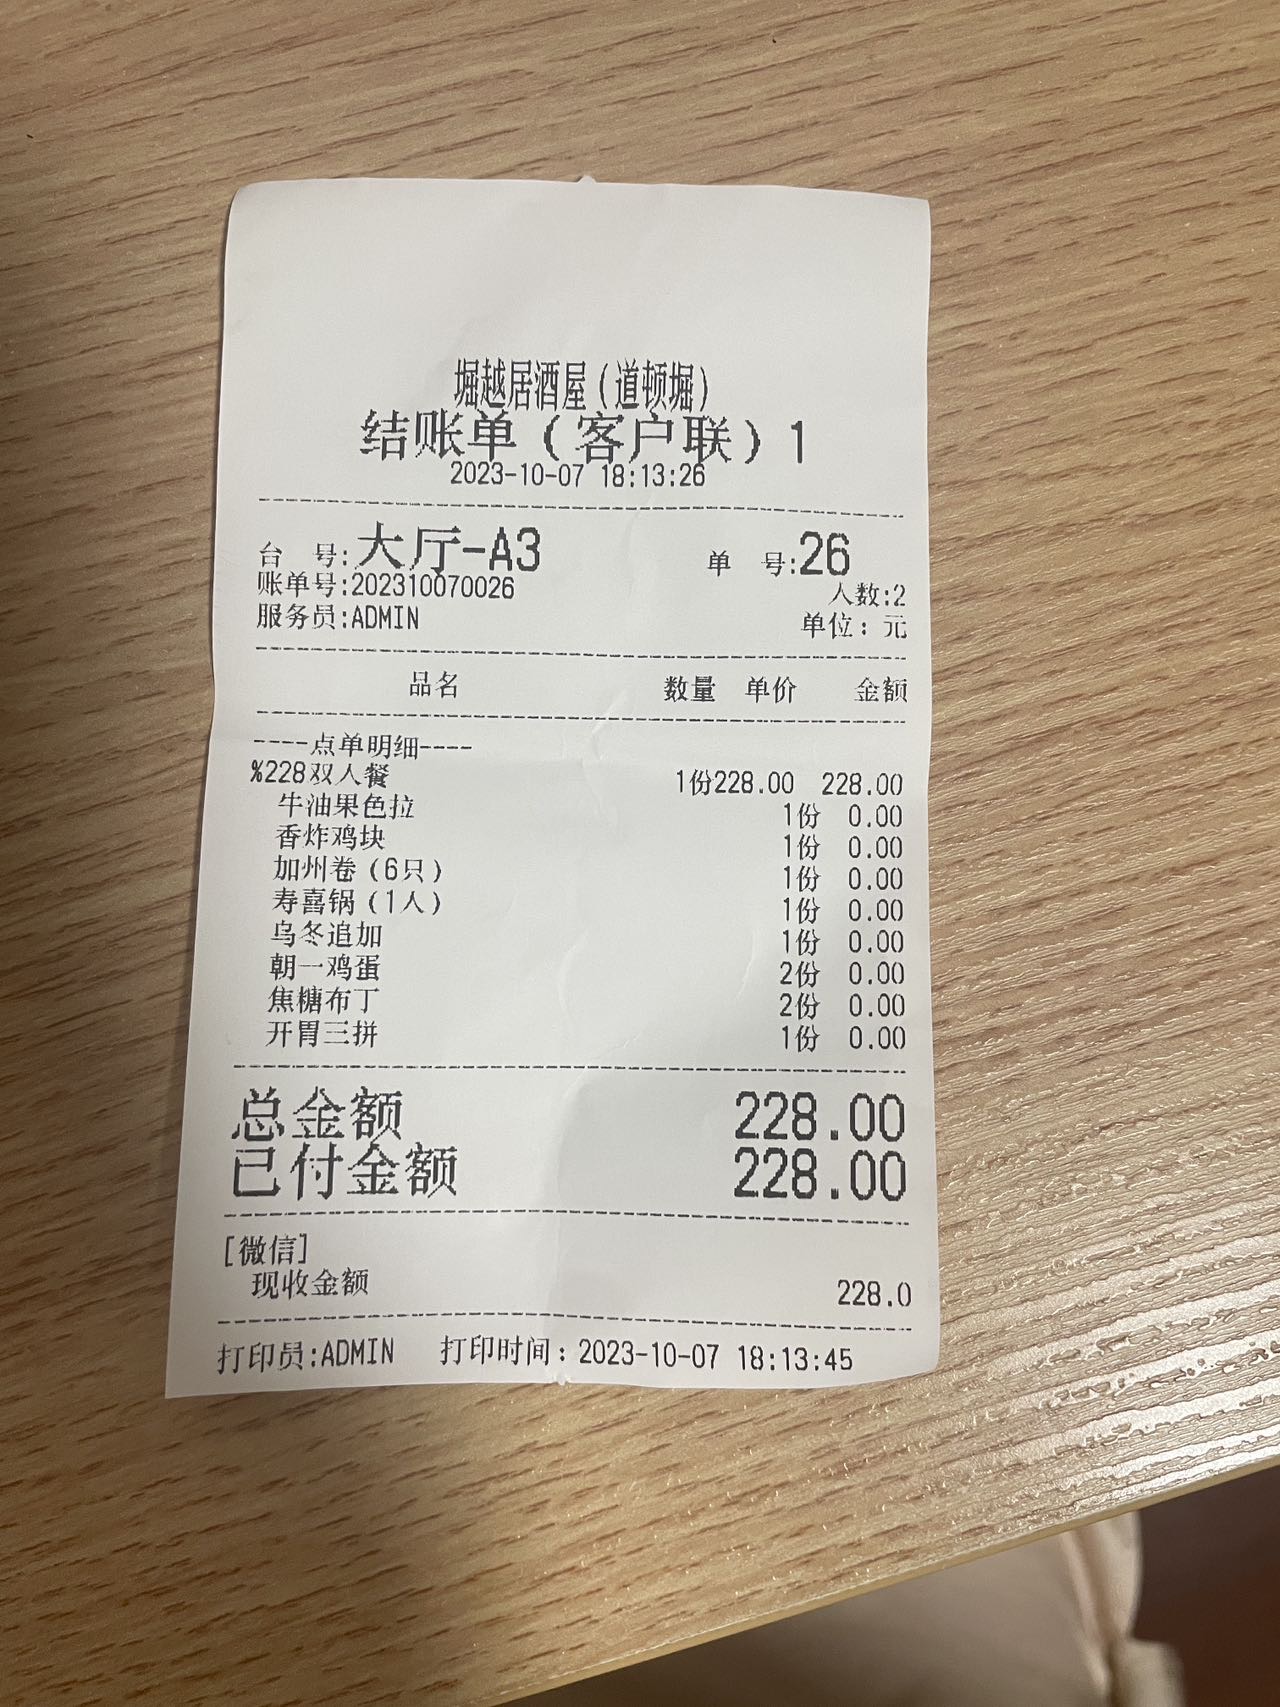 堀越居酒屋(道顿堀)
结账单(客户联)1
2023-10-07 18:13:26
台 号:大厅-A3 单 号:26
账单号:202310070026 人数:2
服务员:ADMIN 单位: 元
品名 数量 单价 金额
----点单明细----
%228双人餐 1份228.00 228.00
牛油果色拉 1份 0.00
香炸鸡块 1份 0.00
加州卷(6只) 1份 0.00
寿喜锅(1人) 1份 0.00
乌冬追加 1份 0.00
朝一鸡蛋 2份 0.00
焦糖布丁 2份 0.00
开胃三拼 1份 0.00
总金额 228.00
已付金额 228.00
[微信]
现收金额 228.0
打印员:ADMIN 打印时间: 2023-10-07 18:13:45